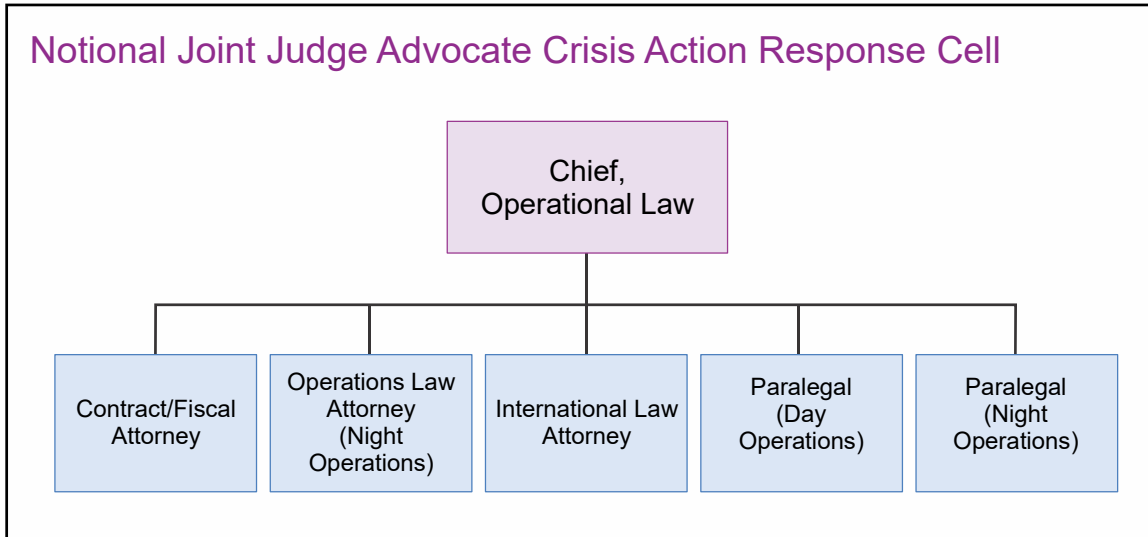 Notional Joint Judge Advocate Crisis Action Response Cell
Chief,
Operational Law
Contract/Fiscal
Attorney
Operations Law
Attorney
(Night
Operations)
International Law
Attorney
Paralegal
(Day
Operations)
Paralegal
(Night
Operations)